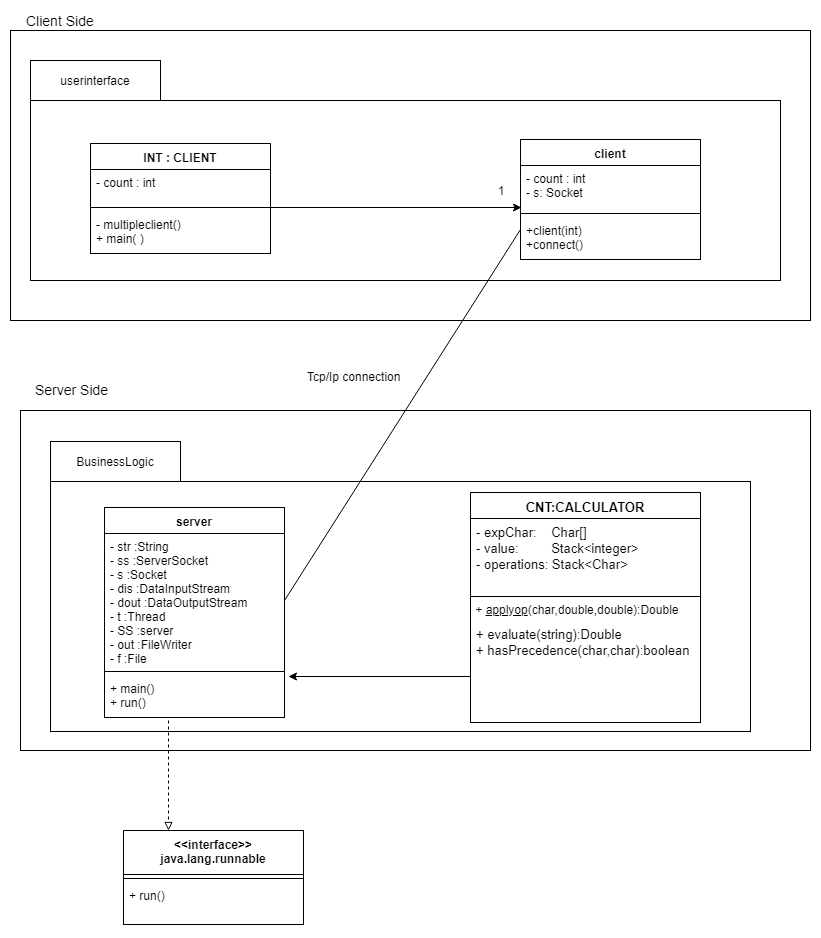 Client Side
userinterface
INT : CLIENT
- count : int
- multipleclient()
+ main( )
1
client
- count : int
- s: Socket
+client(int)
+connect()
Tcp/Ip connection
Server Side
BusinessLogic
server
- str :String
- ss :ServerSocket
- s :Socket
- dis :DataInputStream
- dout :DataOutputStream
- t :Thread
- SS :server
- out :FileWriter
- f :File
+ main()
+ run()
CNT:CALCULATOR
- expChar: Char[]
- value: Stack<integer>
- operations: Stack<Char>
+ applyop(char,double,double):Double
+ evaluate(string):Double
+ hasPrecedence(char,char):boolean
<<interface>>
java.lang.runnable
+ run()